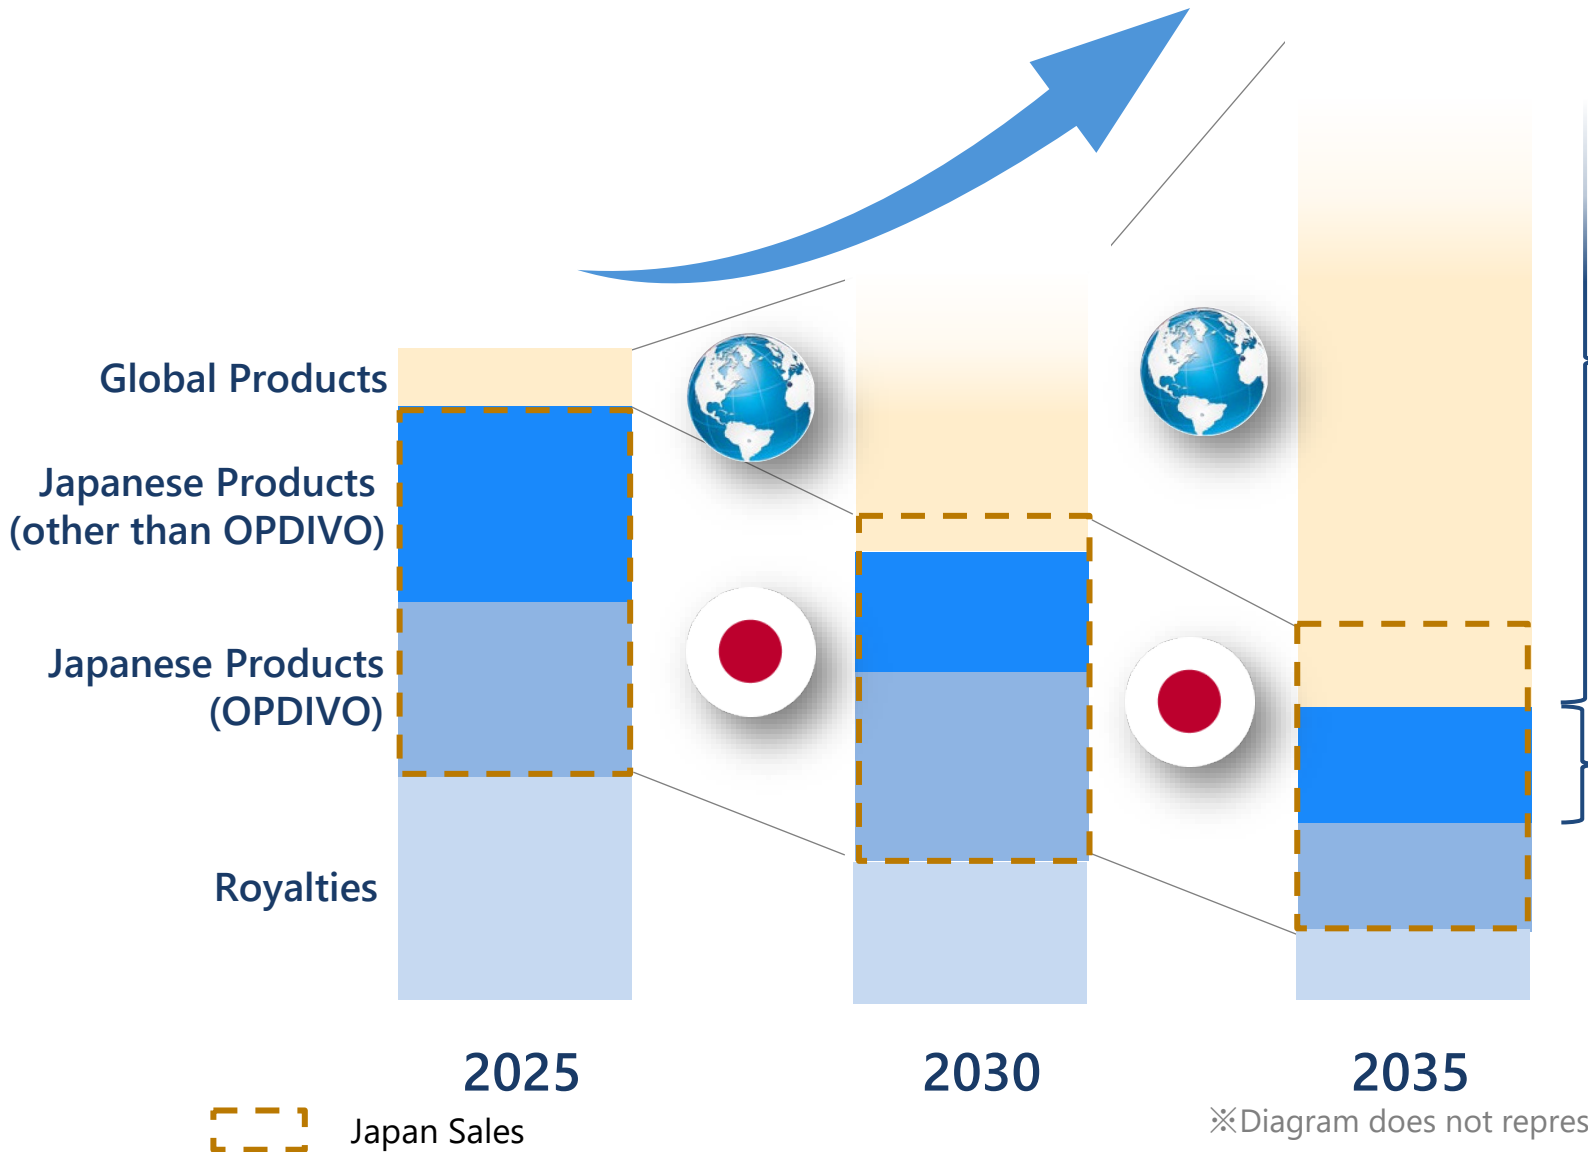 Global Products
Japanese Products
(other than OPDIVO)
Japanese Products
(OPDIVO)
Royalties
2025
2030
2035
Japan Sales
※Diagram does not repres